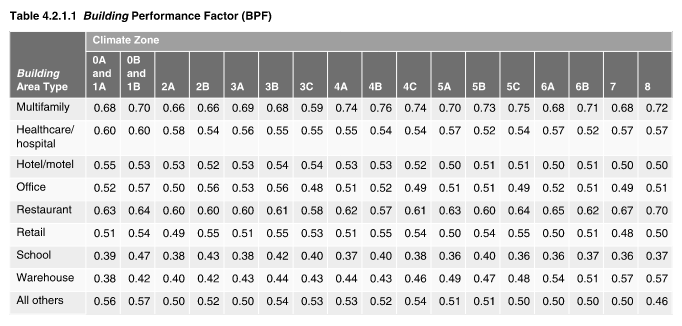 Table 4.2.1.1 Building Performance Factor (BPF)
Climate Zone
Building Area Type 0A and 1A 0B and 1B 2A 2B 3A 3B 3C 4A 4B 4C 5A 5B 5C 6A 6B 7 8
Multifamily 0.68 0.70 0.66 0.66 0.69 0.68 0.59 0.74 0.76 0.74 0.70 0.73 0.75 0.68 0.71 0.68 0.72
Healthcare/hospital 0.60 0.60 0.58 0.54 0.56 0.55 0.55 0.55 0.54 0.54 0.57 0.52 0.54 0.57 0.52 0.57 0.57
Hotel/motel 0.55 0.53 0.53 0.52 0.53 0.54 0.54 0.53 0.53 0.52 0.50 0.51 0.51 0.50 0.51 0.50 0.50
Office 0.52 0.57 0.50 0.56 0.53 0.56 0.48 0.51 0.52 0.49 0.51 0.51 0.49 0.52 0.51 0.49 0.51
Restaurant 0.63 0.64 0.60 0.60 0.60 0.61 0.58 0.62 0.57 0.61 0.63 0.60 0.64 0.65 0.62 0.67 0.70
Retail 0.51 0.54 0.49 0.55 0.51 0.55 0.53 0.51 0.55 0.54 0.50 0.54 0.55 0.50 0.51 0.48 0.50
School 0.39 0.47 0.38 0.43 0.38 0.42 0.40 0.37 0.40 0.38 0.36 0.40 0.36 0.36 0.37 0.36 0.37
Warehouse 0.38 0.42 0.40 0.42 0.43 0.44 0.43 0.44 0.43 0.46 0.49 0.47 0.48 0.54 0.51 0.57 0.57
All others 0.56 0.57 0.50 0.52 0.50 0.54 0.53 0.53 0.52 0.54 0.51 0.51 0.50 0.50 0.50 0.50 0.46